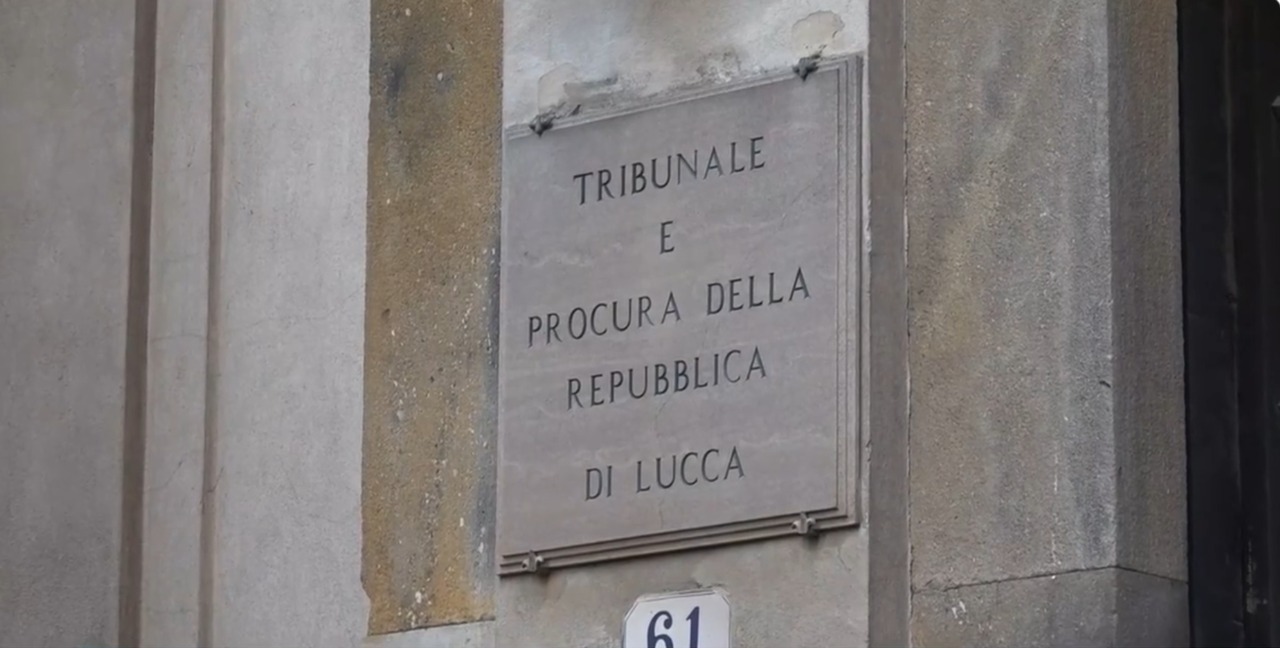 TRIBUNALE
E
PROCURA DELLA
REPUBBLICA
DI LUCCA
61